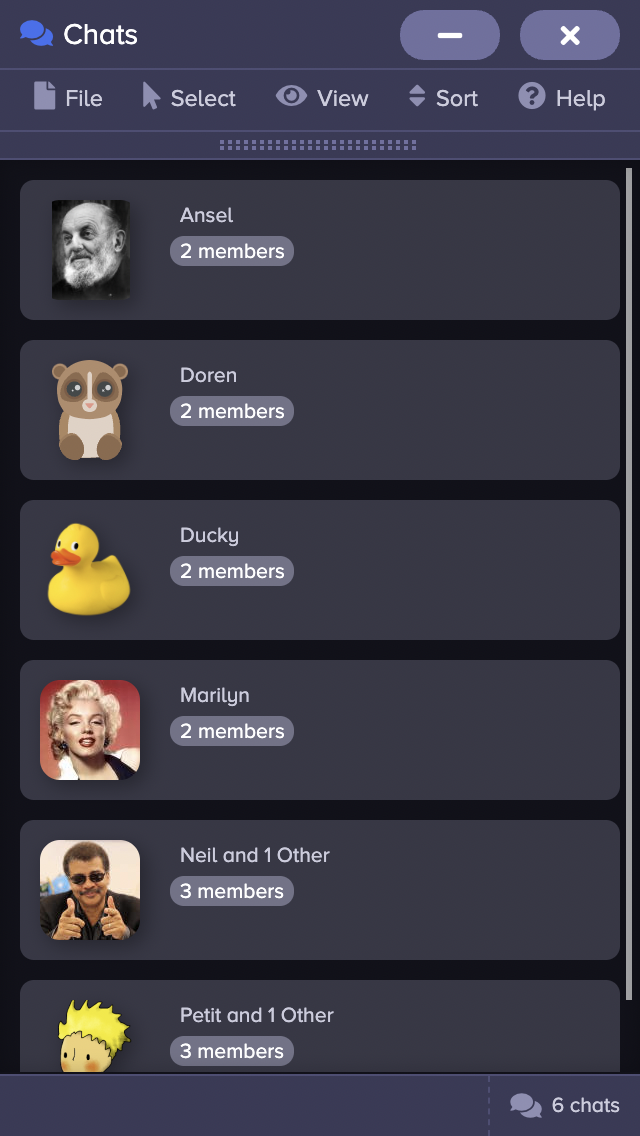 Chats
File Select View Sort Help
Ansel
2 members
Doren
2 members
Ducky
2 members
Marilyn
2 members
Neil and 1 Other
3 members
Petit and 1 Other
3 members
6 chats